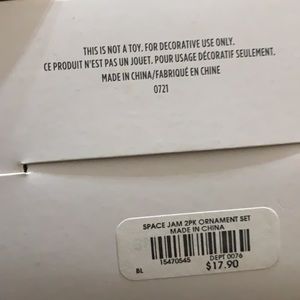 THIS IS NOT A TOY. FOR DECORATIVE USE ONLY.
CE PRODUIT N'EST PAS UN JOUET. POUR USAGE DÉCORATIF SEULEMENT.
MADE IN CHINA/FABRIQUÉ EN CHINE
0721
SPACE JAM 2PK ORNAMENT SET
MADE IN CHINA
15470545 DEPT 0076
BL $17.90